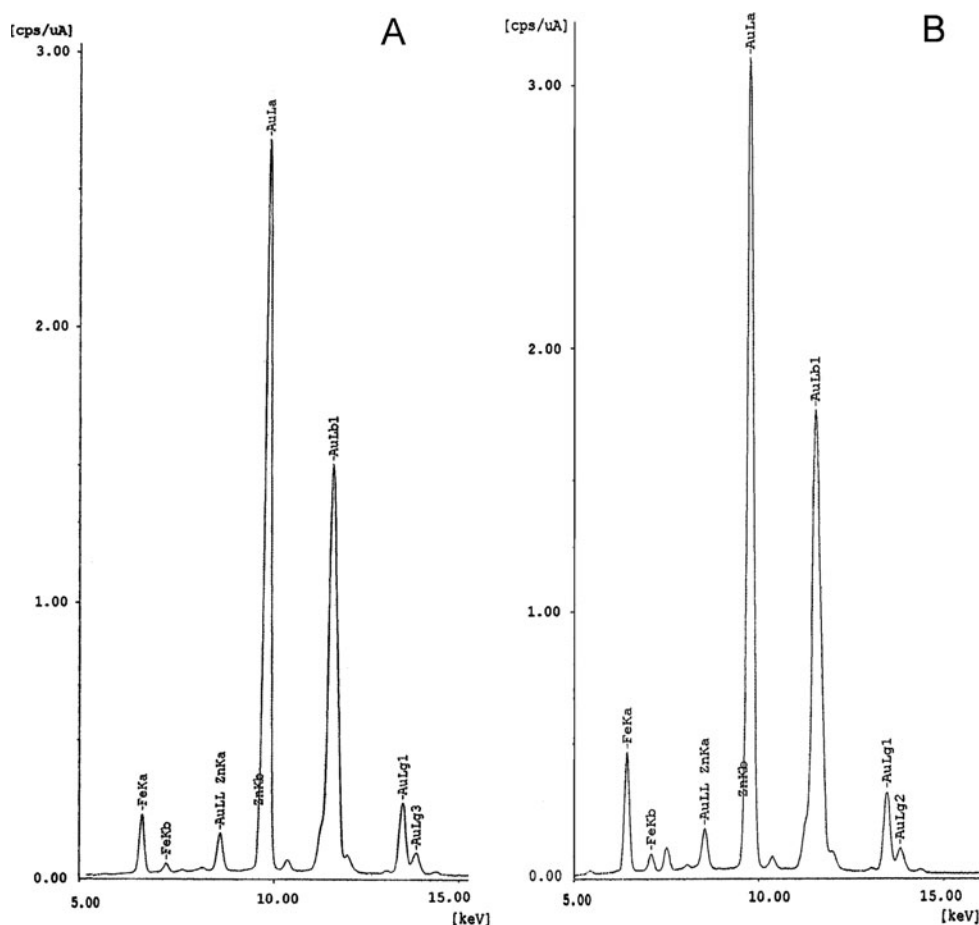 [cps/uA]
A
3.00
2.00
1.00
0.00
5.00
10.00
15.00
[keV]
-FeKa
-FeKb
-AuLL ZnKa
ZnKb
-AuLa
-AuLb1
-AuLg1
-AuLg3
[cps/uA]
B
3.00
2.00
1.00
0.00
5.00
10.00
15.00
[keV]
-FeKa
-FeKb
-AuLL ZnKa
ZnKb
-AuLa
-AuLb1
-AuLg1
-AuLg2